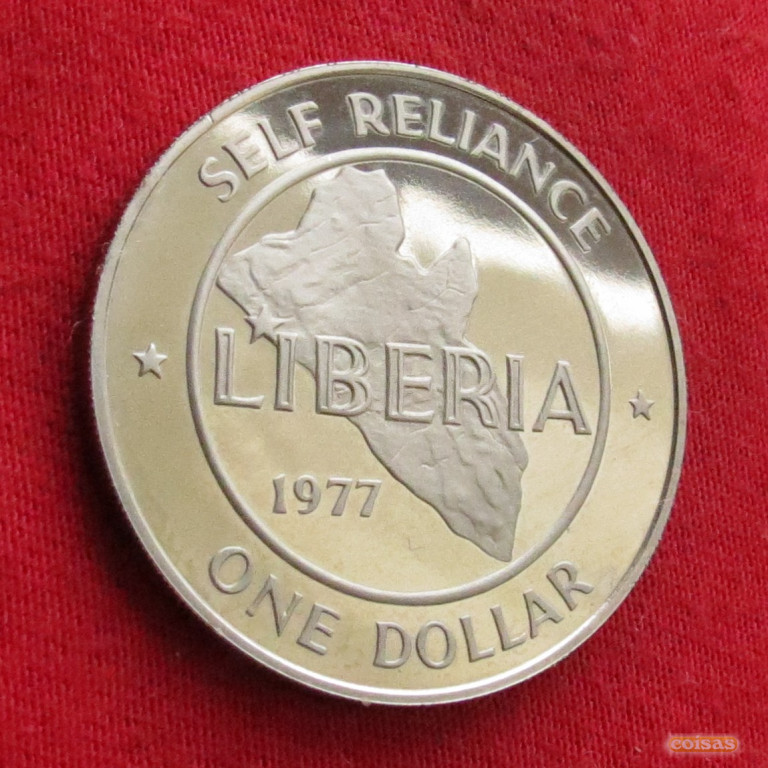 SELF RELIANCE
LIBERIA
1977
ONE DOLLAR
coisas